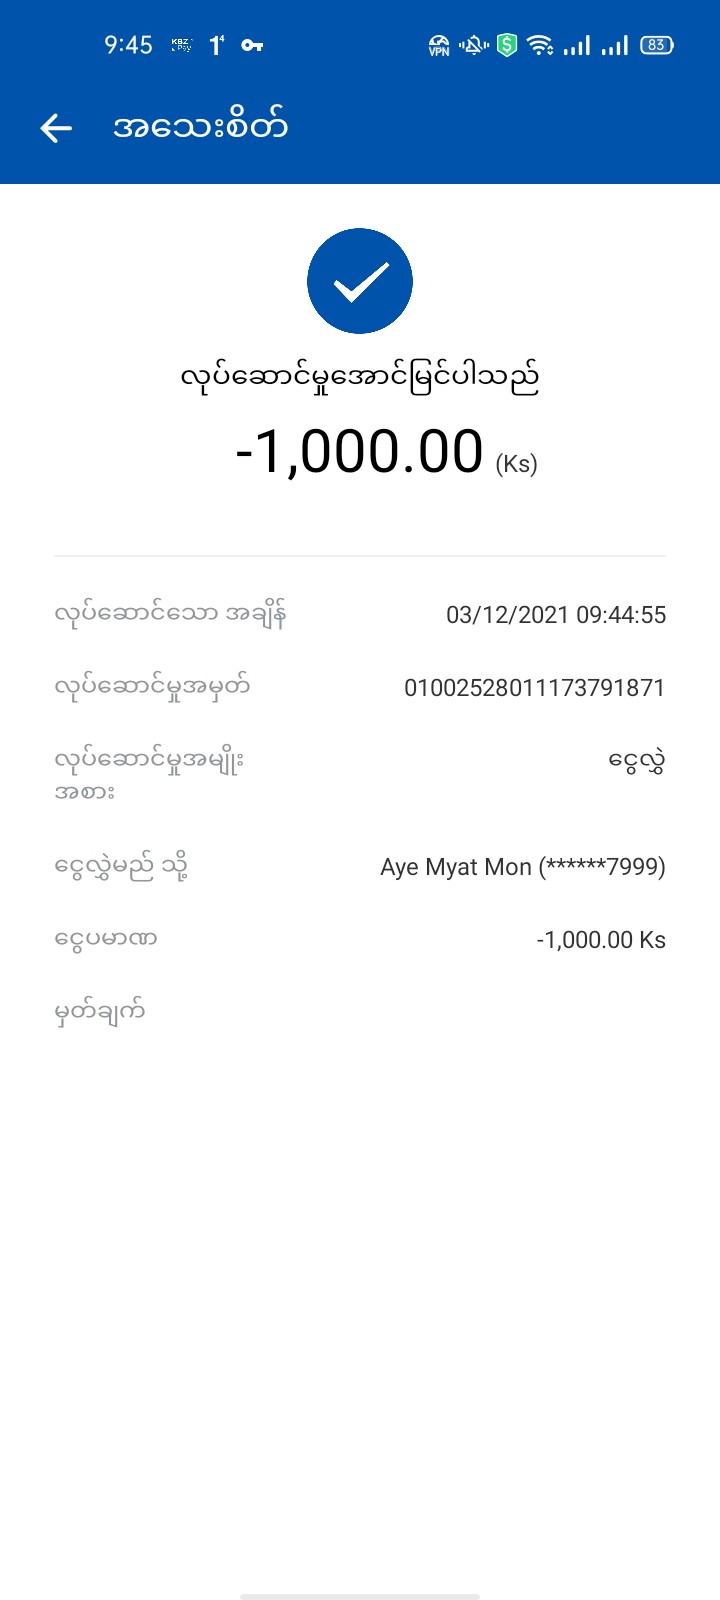 9:45 KBZ Pay 1⁴ VPN 83
အသေးစိတ်
လုပ်ဆောင်မှုအောင်မြင်ပါသည်
-1,000.00 (Ks)
လုပ်ဆောင်သော အချိန် 03/12/2021 09:44:55
လုပ်ဆောင်မှုအမှတ် 01002528011173791871
လုပ်ဆောင်မှုအမျိုး ငွေလွှဲ
အစား
ငွေလွှဲမည် သို့ Aye Myat Mon (******7999)
ငွေပမာဏ -1,000.00 Ks
မှတ်ချက်